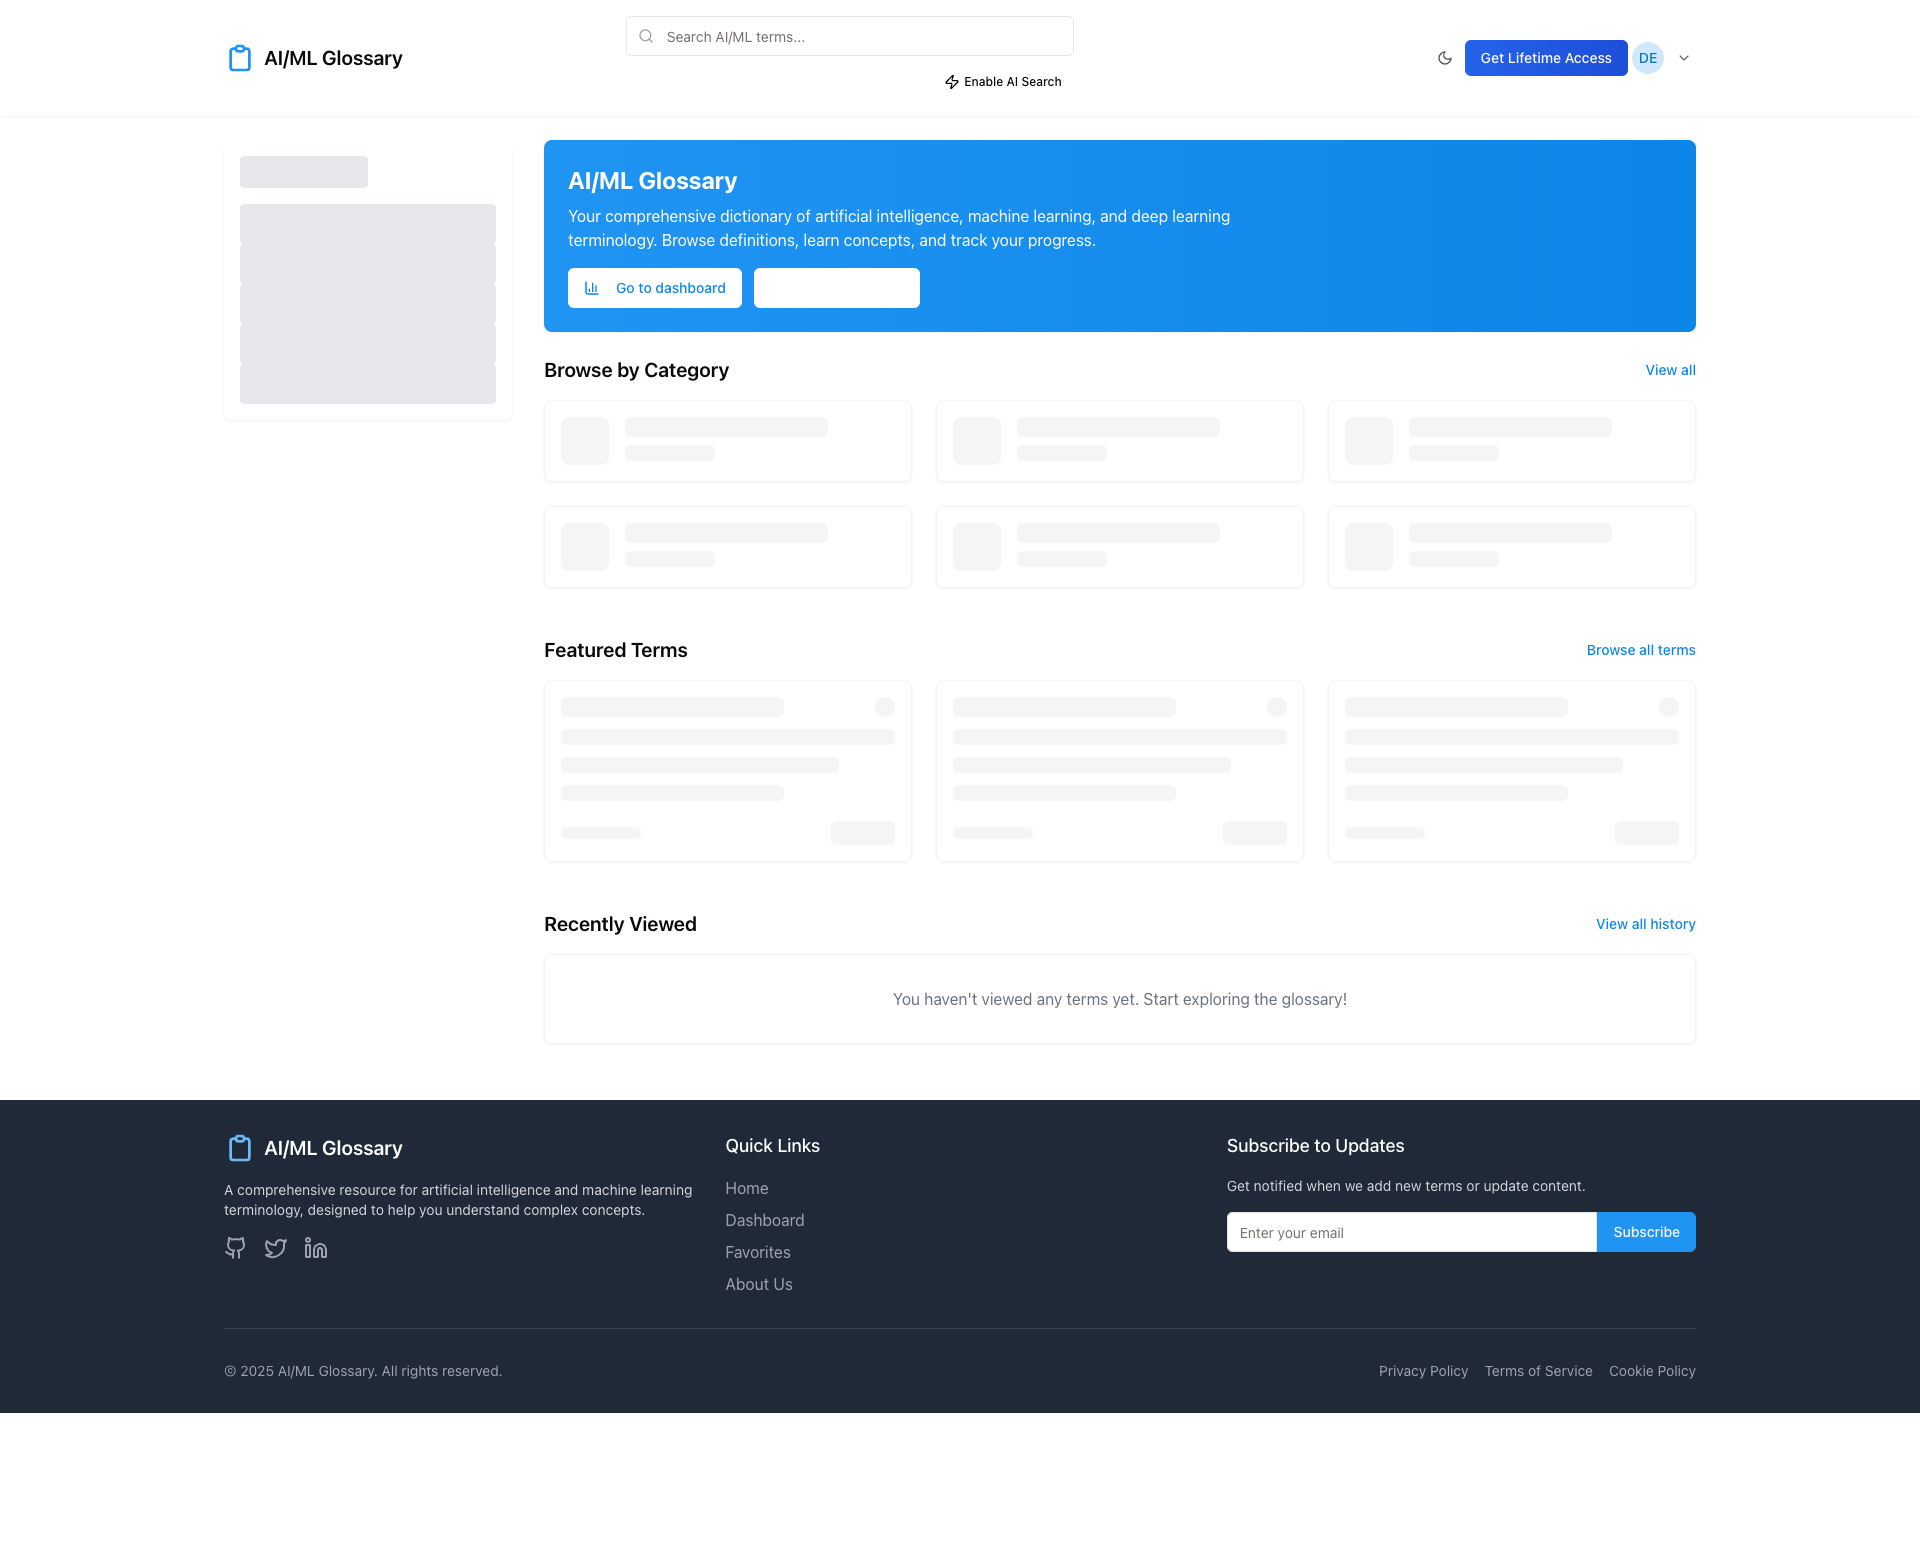 AI/ML Glossary
Search AI/ML terms...
Enable AI Search
Get Lifetime Access
DE
AI/ML Glossary
Your comprehensive dictionary of artificial intelligence, machine learning, and deep learning
terminology. Browse definitions, learn concepts, and track your progress.
Go to dashboard
Browse by Category
View all
Featured Terms
Browse all terms
Recently Viewed
View all history
You haven't viewed any terms yet. Start exploring the glossary!
AI/ML Glossary
A comprehensive resource for artificial intelligence and machine learning
terminology, designed to help you understand complex concepts.
Quick Links
Home
Dashboard
Favorites
About Us
Subscribe to Updates
Get notified when we add new terms or update content.
Enter your email
Subscribe
© 2025 AI/ML Glossary. All rights reserved.
Privacy Policy
Terms of Service
Cookie Policy